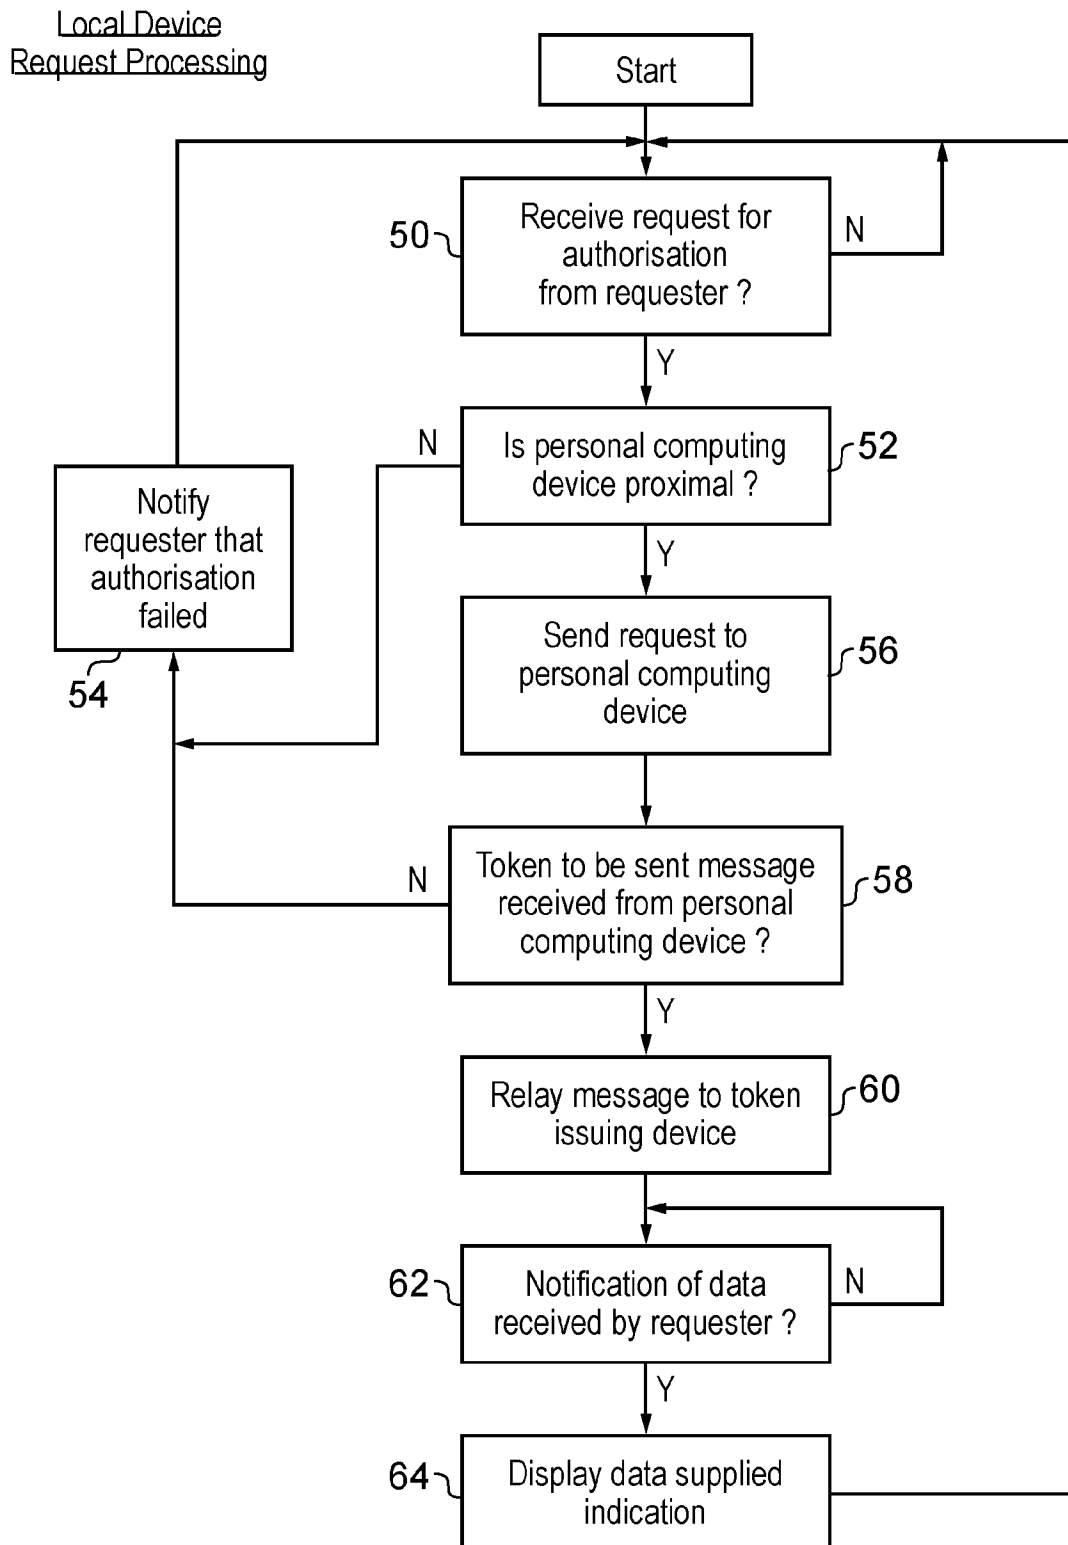 Local Device
Request Processing
Start
50
Receive request for
authorisation
from requester ?
N
Y
N
Is personal computing
device proximal ?
52
Y
Notify
requester that
authorisation
failed
54
Send request to
personal computing
device
56
N
Token to be sent message
received from personal
computing device ?
58
Y
Relay message to token
issuing device
60
62
Notification of data
received by requester ?
N
Y
64
Display data supplied
indication